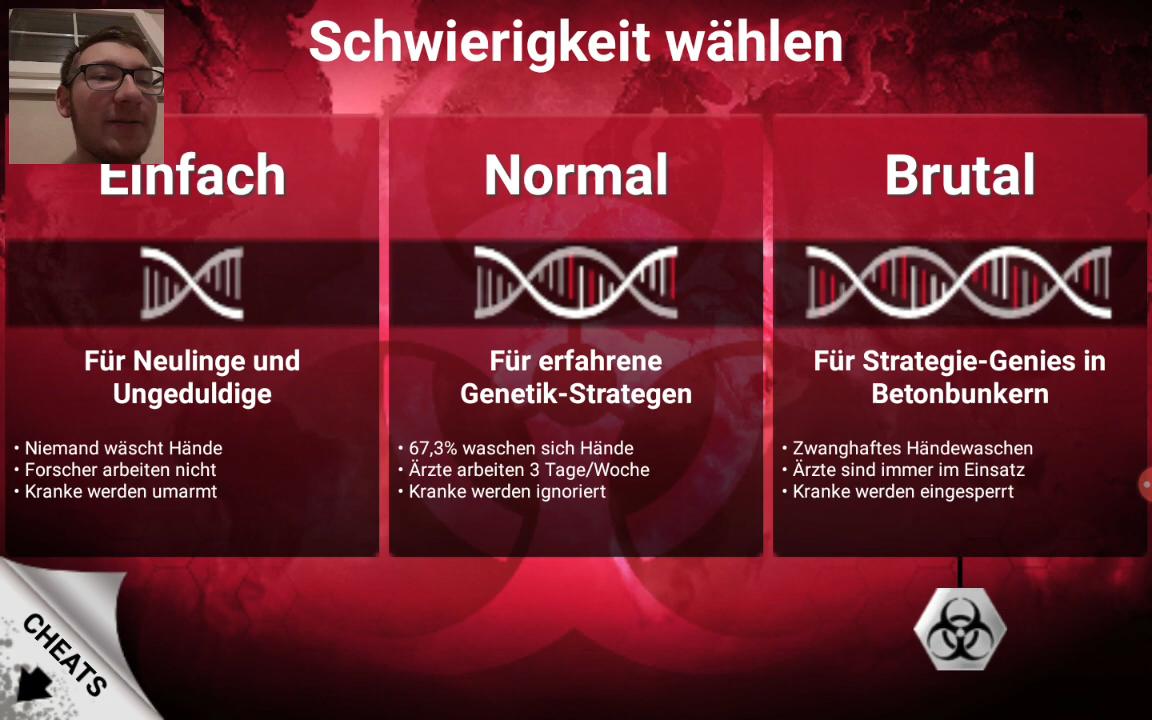 Schwierigkeit wählen
Einfach
Für Neulinge und
Ungeduldige
• Niemand wäscht Hände
• Forscher arbeiten nicht
• Kranke werden umarmt
Normal
Für erfahrene
Genetik-Strategen
• 67,3% waschen sich Hände
• Ärzte arbeiten 3 Tage/Woche
• Kranke werden ignoriert
Brutal
Für Strategie-Genies in
Betonbunkern
• Zwanghaftes Händewaschen
• Ärzte sind immer im Einsatz
• Kranke werden eingesperrt
CHEATS